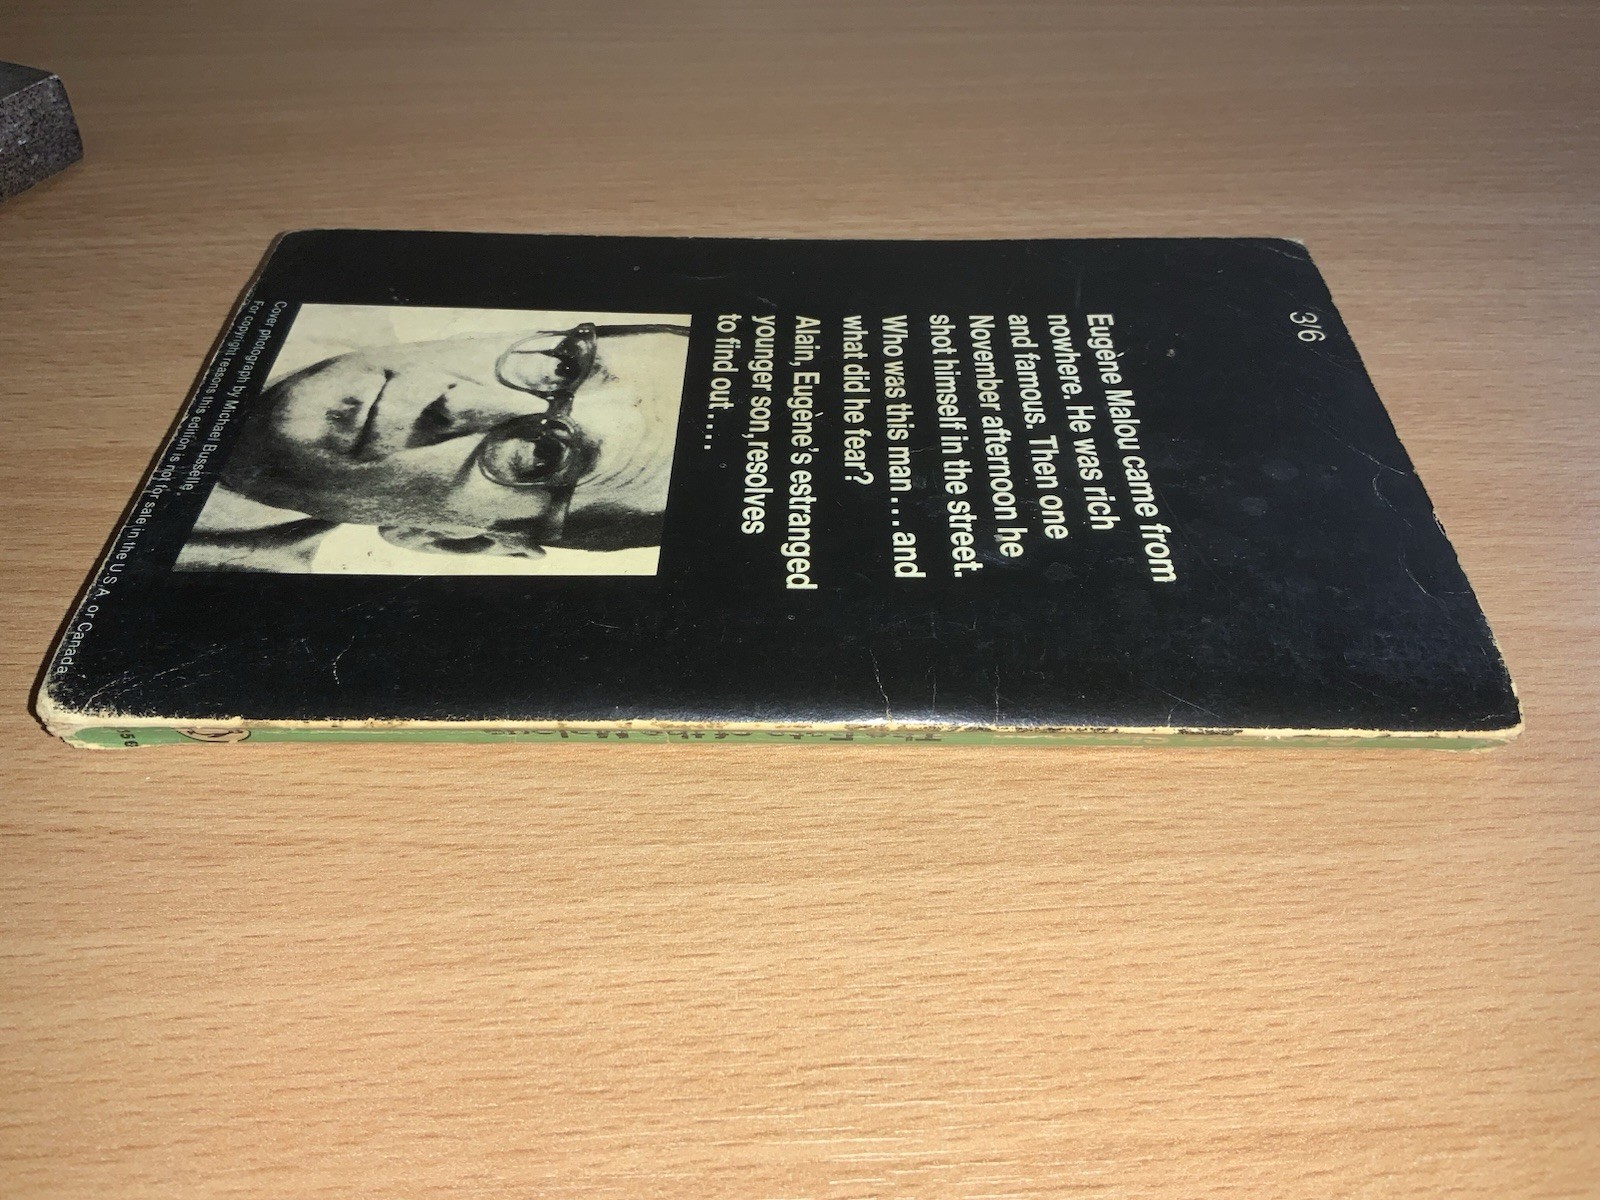 3/6
Eugène Malou came from
nowhere. He was rich
and famous. Then one
November afternoon he
shot himself in the street.
Who was this man . . . and
what did he fear?
Alain, Eugène's estranged
younger son, resolves
to find out . . . .
Cover photograph by Michael Busselle
For copyright reasons this edition is not for sale in the U.S.A. or Canada